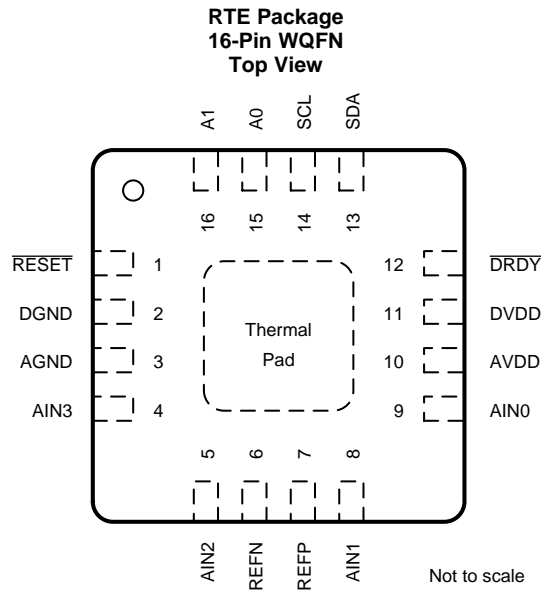 RTE Package
16-Pin WQFN
Top View
A1 A0 SCL SDA
16 15 14 13
RESET 1 12 DRDY
DGND 2 11 DVDD
Thermal
AGND 3 10 AVDD
Pad
AIN3 4 9 AIN0
5 6 7 8
AIN2 REFN REFP AIN1
Not to scale